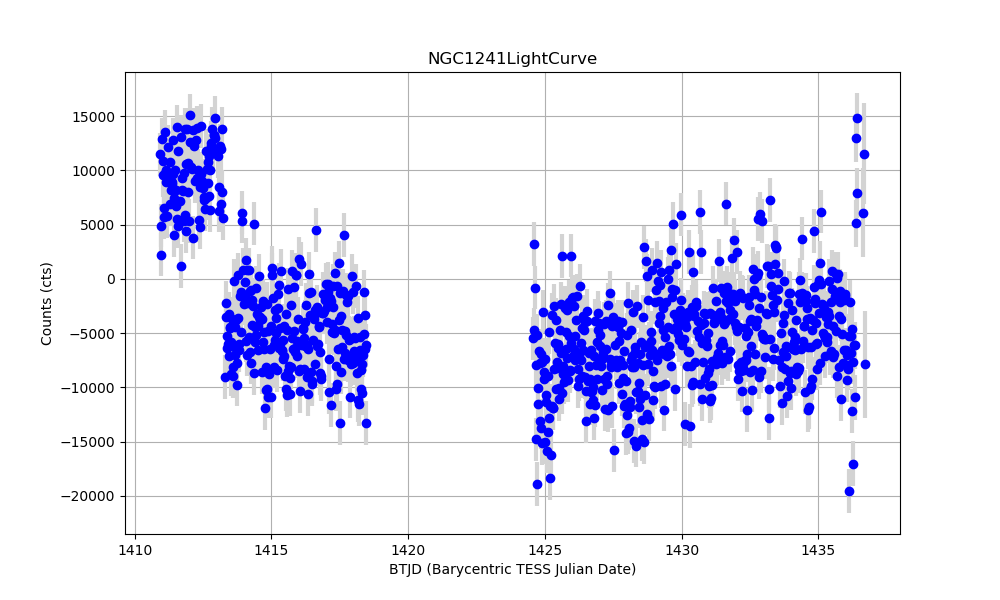 NGC1241LightCurve
15000
10000
5000
0
−5000
−10000
−15000
−20000
Counts (cts)
1410 1415 1420 1425 1430 1435
BTJD (Barycentric TESS Julian Date)